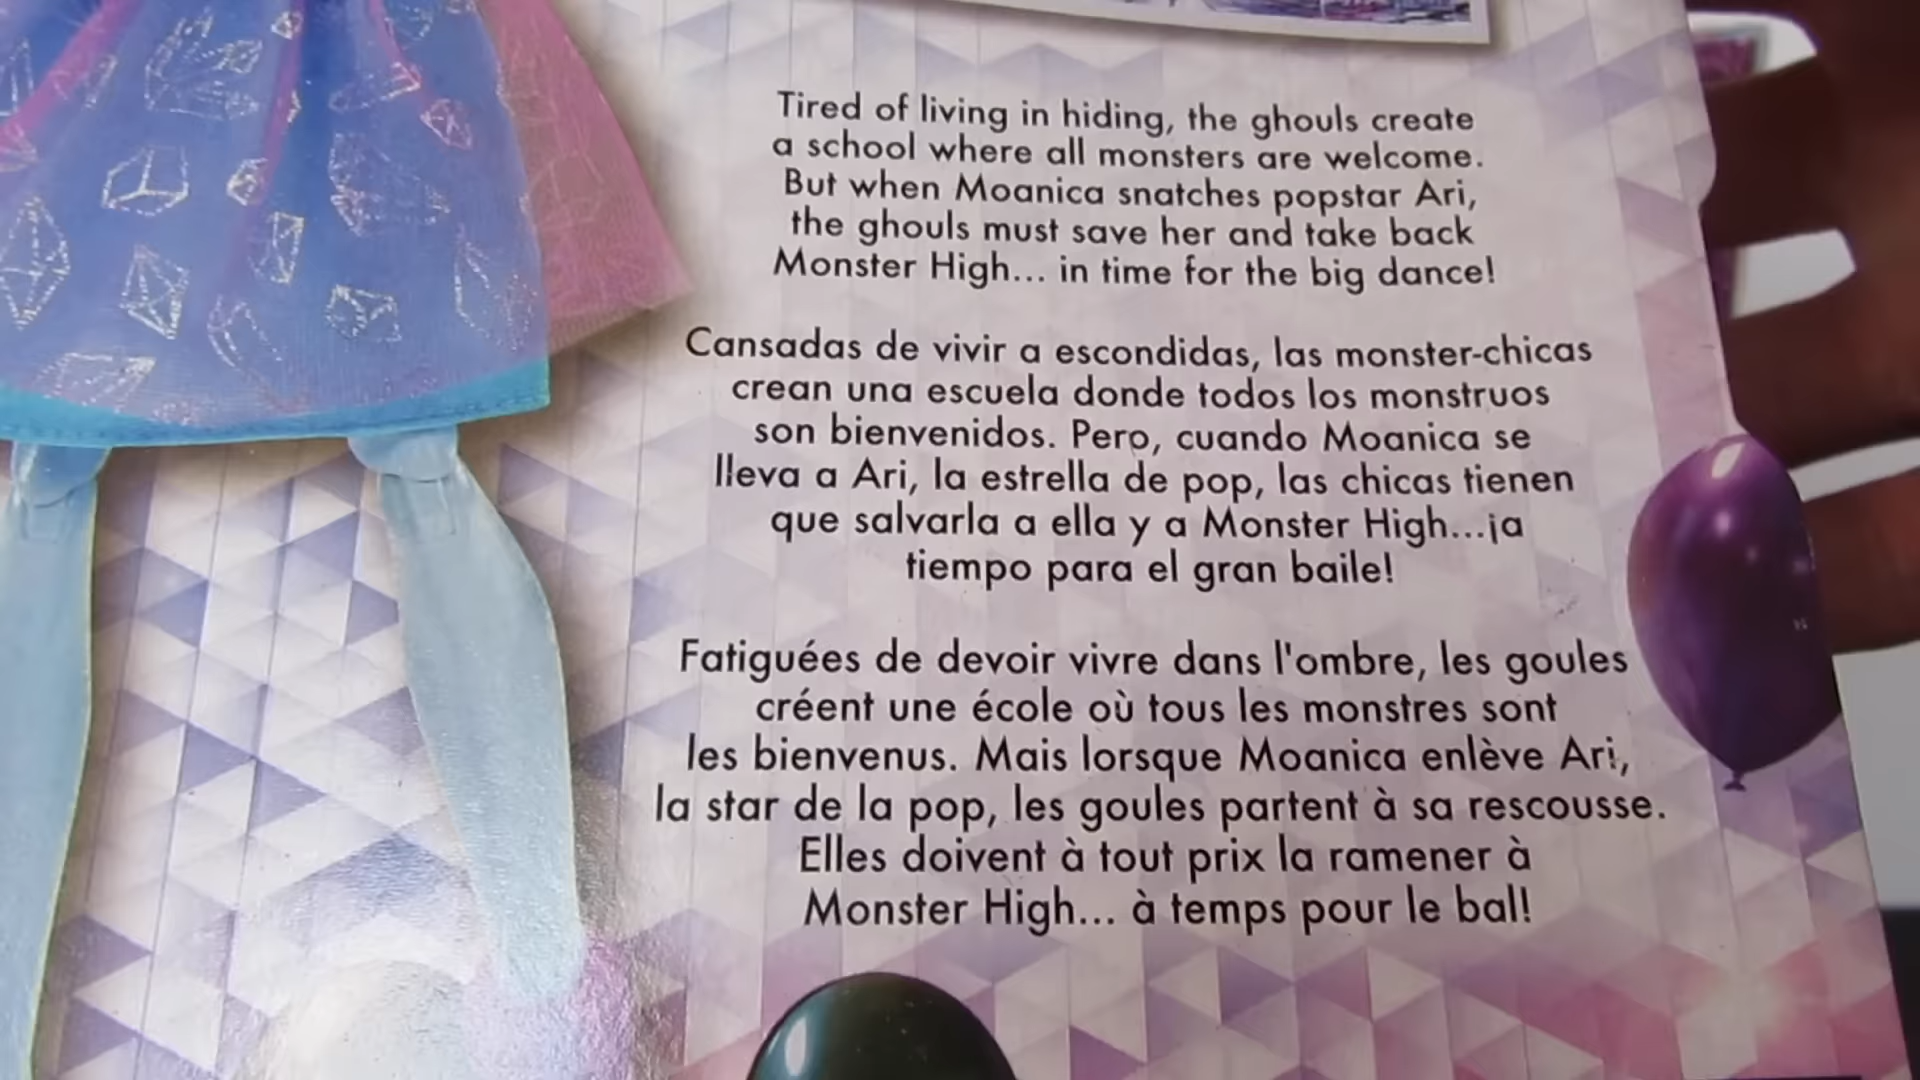 Tired of living in hiding, the ghouls create
a school where all monsters are welcome.
But when Moanica snatches popstar Ari,
the ghouls must save her and take back
Monster High... in time for the big dance!
Cansadas de vivir a escondidas, las monster-chicas
crean una escuela donde todos los monstruos
son bienvenidos. Pero, cuando Moanica se
lleva a Ari, la estrella de pop, las chicas tienen
que salvarla a ella y a Monster High...¡a
tiempo para el gran baile!
Fatiguées de devoir vivre dans l'ombre, les goules
créent une école où tous les monstres sont
les bienvenus. Mais lorsque Moanica enlève Ari,
la star de la pop, les goules partent à sa rescousse.
Elles doivent à tout prix la ramener à
Monster High... à temps pour le bal!